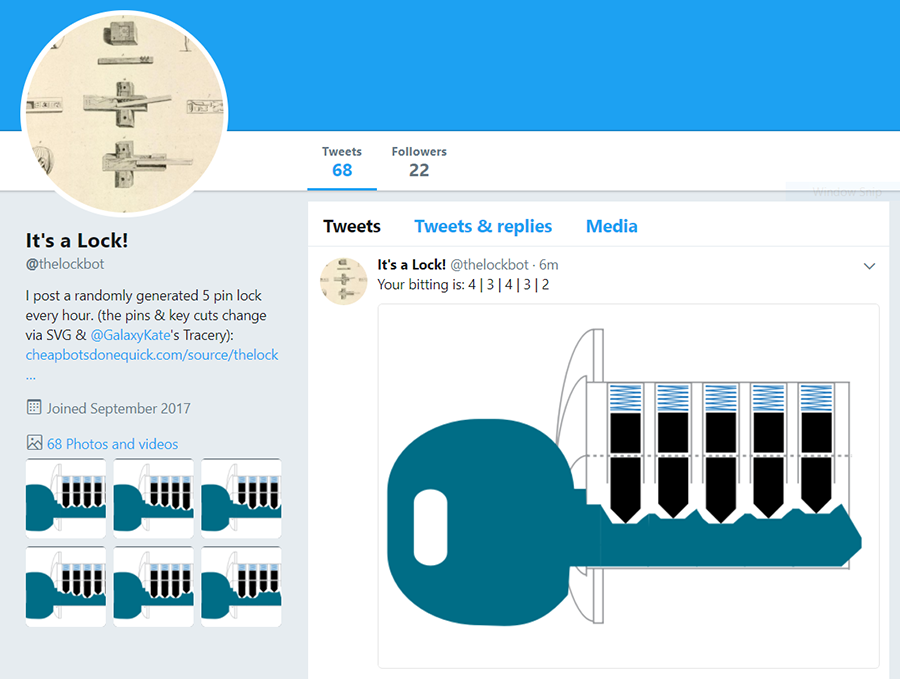 Tweets
68
Followers
22
Window Snip
It's a Lock!
@thelockbot
I post a randomly generated 5 pin lock
every hour. (the pins & key cuts change
via SVG & @GalaxyKate's Tracery):
cheapbotsdonequick.com/source/thelock
…
Joined September 2017
68 Photos and videos
Tweets
Tweets & replies
Media
It's a Lock! @thelockbot · 6m
Your bitting is: 4 | 3 | 4 | 3 | 2